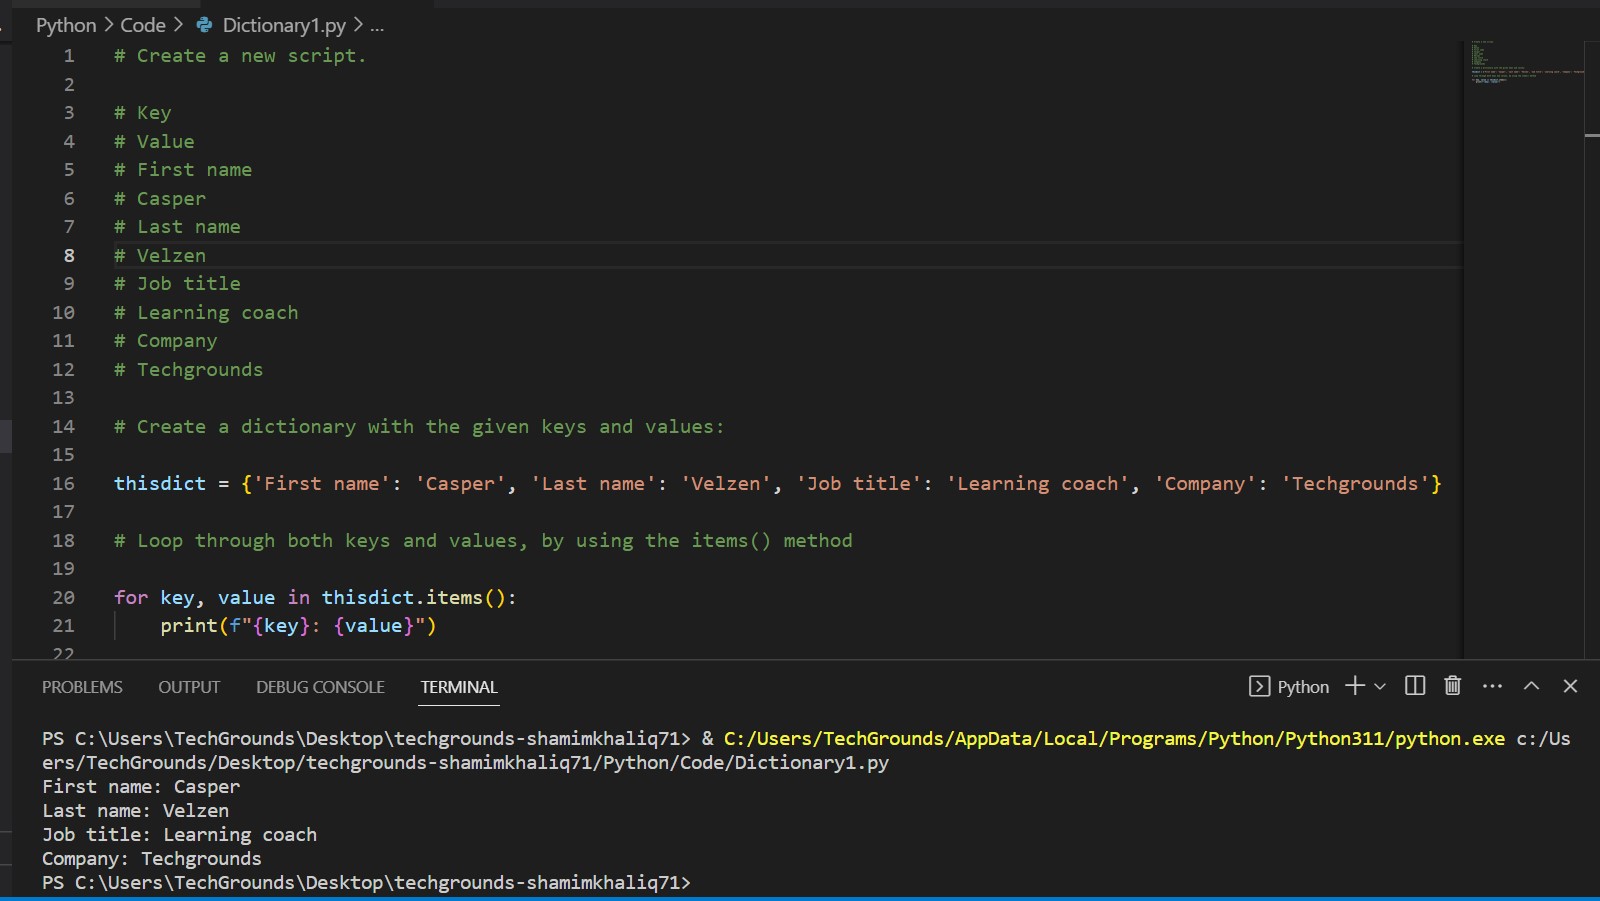 Python > Code > Dictionary1.py > ...
1 # Create a new script.
2
3 # Key
4 # Value
5 # First name
6 # Casper
7 # Last name
8 # Velzen
9 # Job title
10 # Learning coach
11 # Company
12 # Techgrounds
13
14 # Create a dictionary with the given keys and values:
15
16 thisdict = {'First name': 'Casper', 'Last name': 'Velzen', 'Job title': 'Learning coach', 'Company': 'Techgrounds'}
17
18 # Loop through both keys and values, by using the items() method
19
20 for key, value in thisdict.items():
21     print(f"{key}: {value}")
22
PROBLEMS OUTPUT DEBUG CONSOLE TERMINAL Python
PS C:\Users\TechGrounds\Desktop\techgrounds-shamimkhaliq71> & C:/Users/TechGrounds/AppData/Local/Programs/Python/Python311/python.exe c:/Us
ers/TechGrounds/Desktop/techgrounds-shamimkhaliq71/Python/Code/Dictionary1.py
First name: Casper
Last name: Velzen
Job title: Learning coach
Company: Techgrounds
PS C:\Users\TechGrounds\Desktop\techgrounds-shamimkhaliq71>